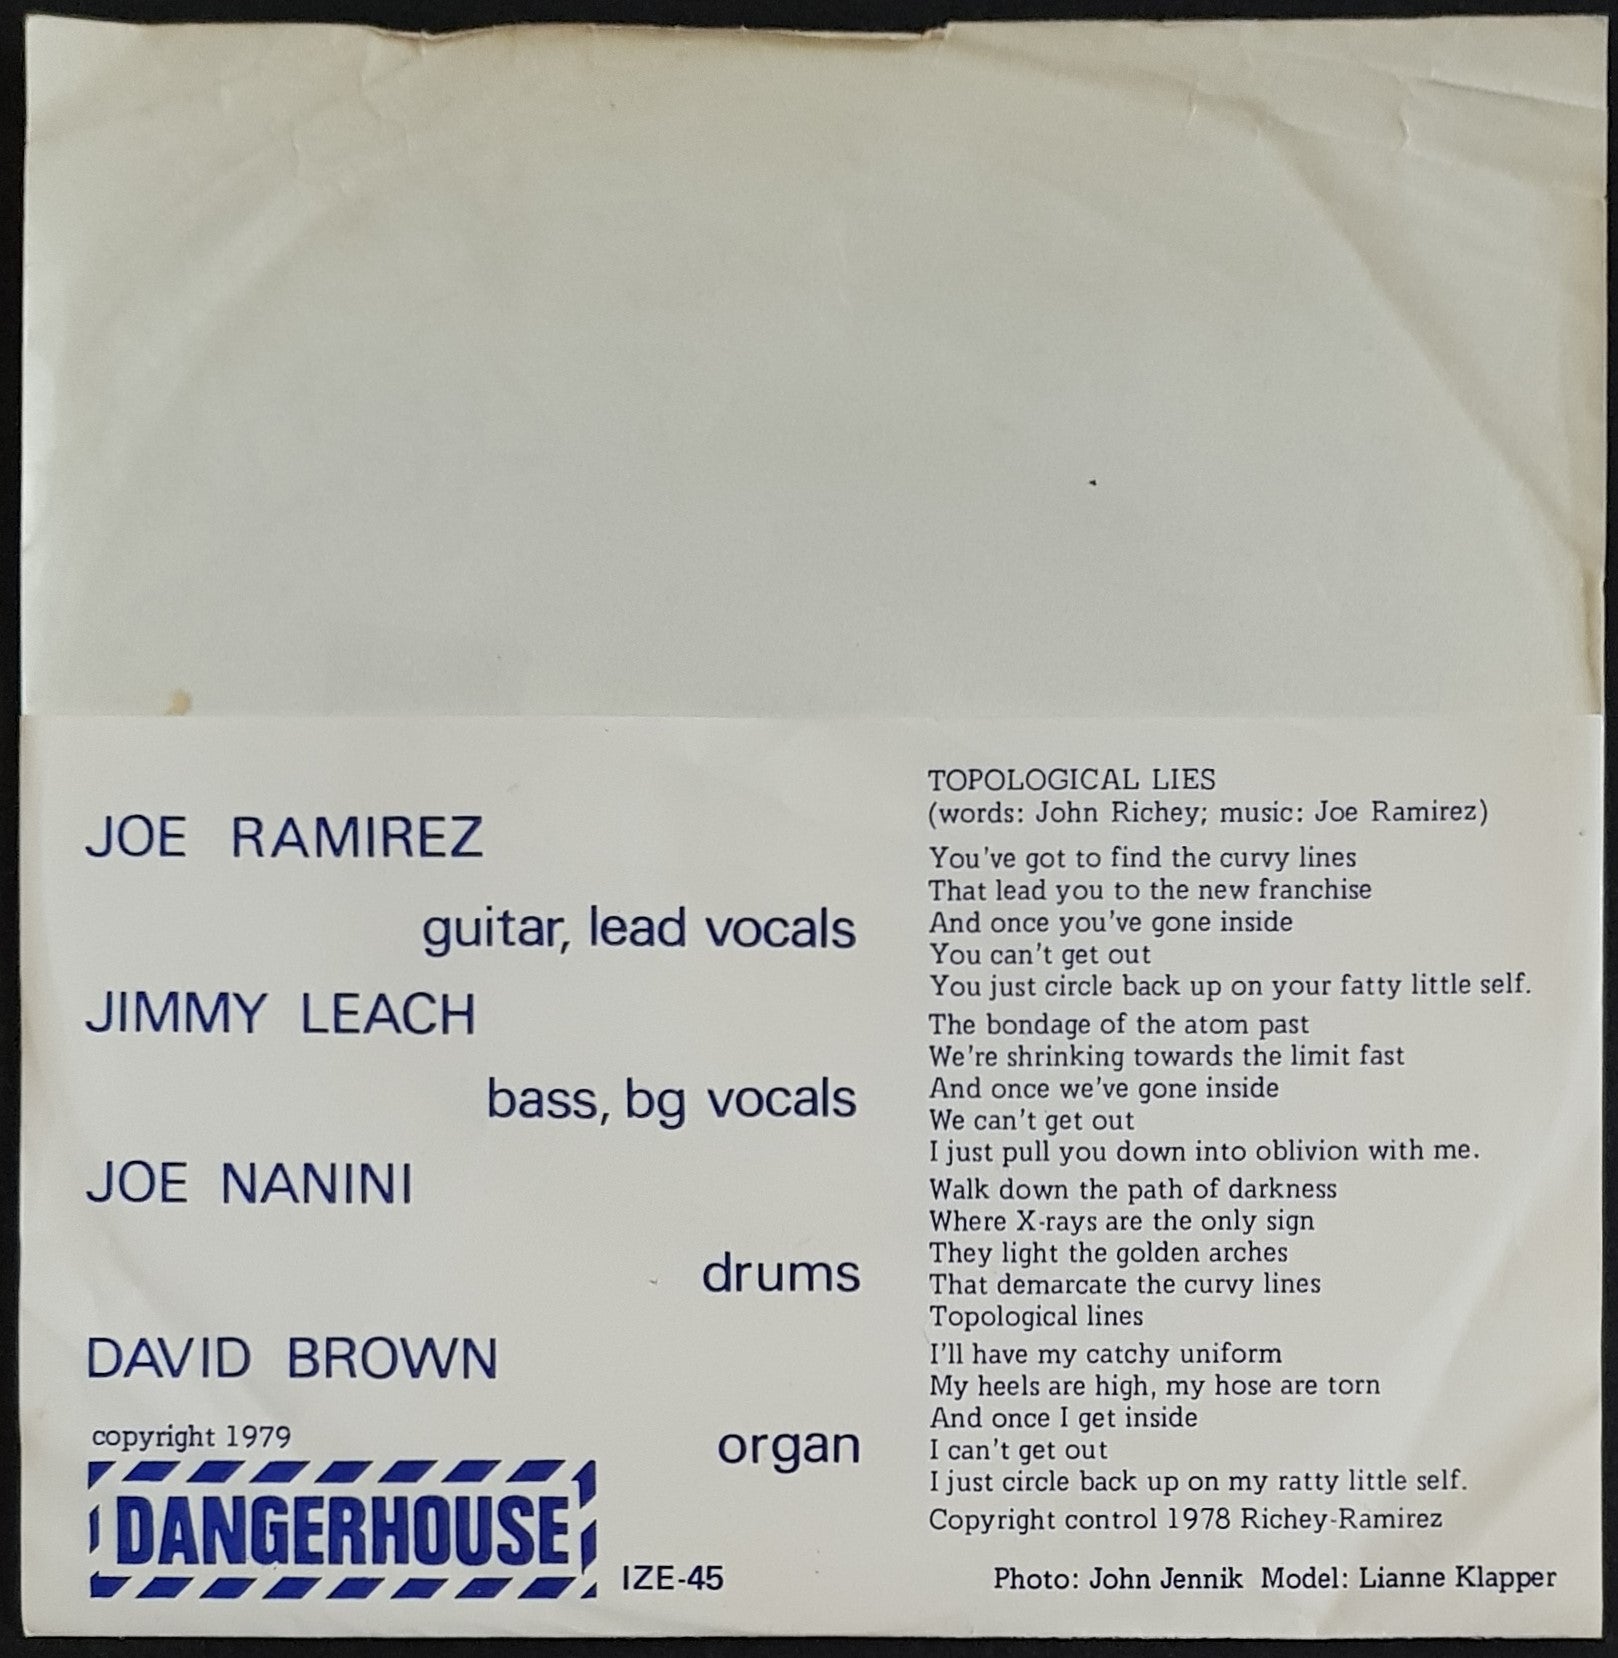 JOE RAMIREZ
guitar, lead vocals
JIMMY LEACH
bass, bg vocals
JOE NANINI
drums
DAVID BROWN
organ
copyright 1979
DANGERHOUSE
IZE-45
TOPOLOGICAL LIES
(words: John Richey; music: Joe Ramirez)
You've got to find the curvy lines
That lead you to the new franchise
And once you've gone inside
You can't get out
You just circle back up on your fatty little self.
The bondage of the atom past
We're shrinking towards the limit fast
And once we've gone inside
We can't get out
I just pull you down into oblivion with me.
Walk down the path of darkness
Where X-rays are the only sign
They light the golden arches
That demarcate the curvy lines
Topological lines
I'll have my catchy uniform
My heels are high, my hose are torn
And once I get inside
I can't get out
I just circle back up on my ratty little self.
Copyright control 1978 Richey-Ramirez
Photo: John Jennik Model: Lianne Klapper